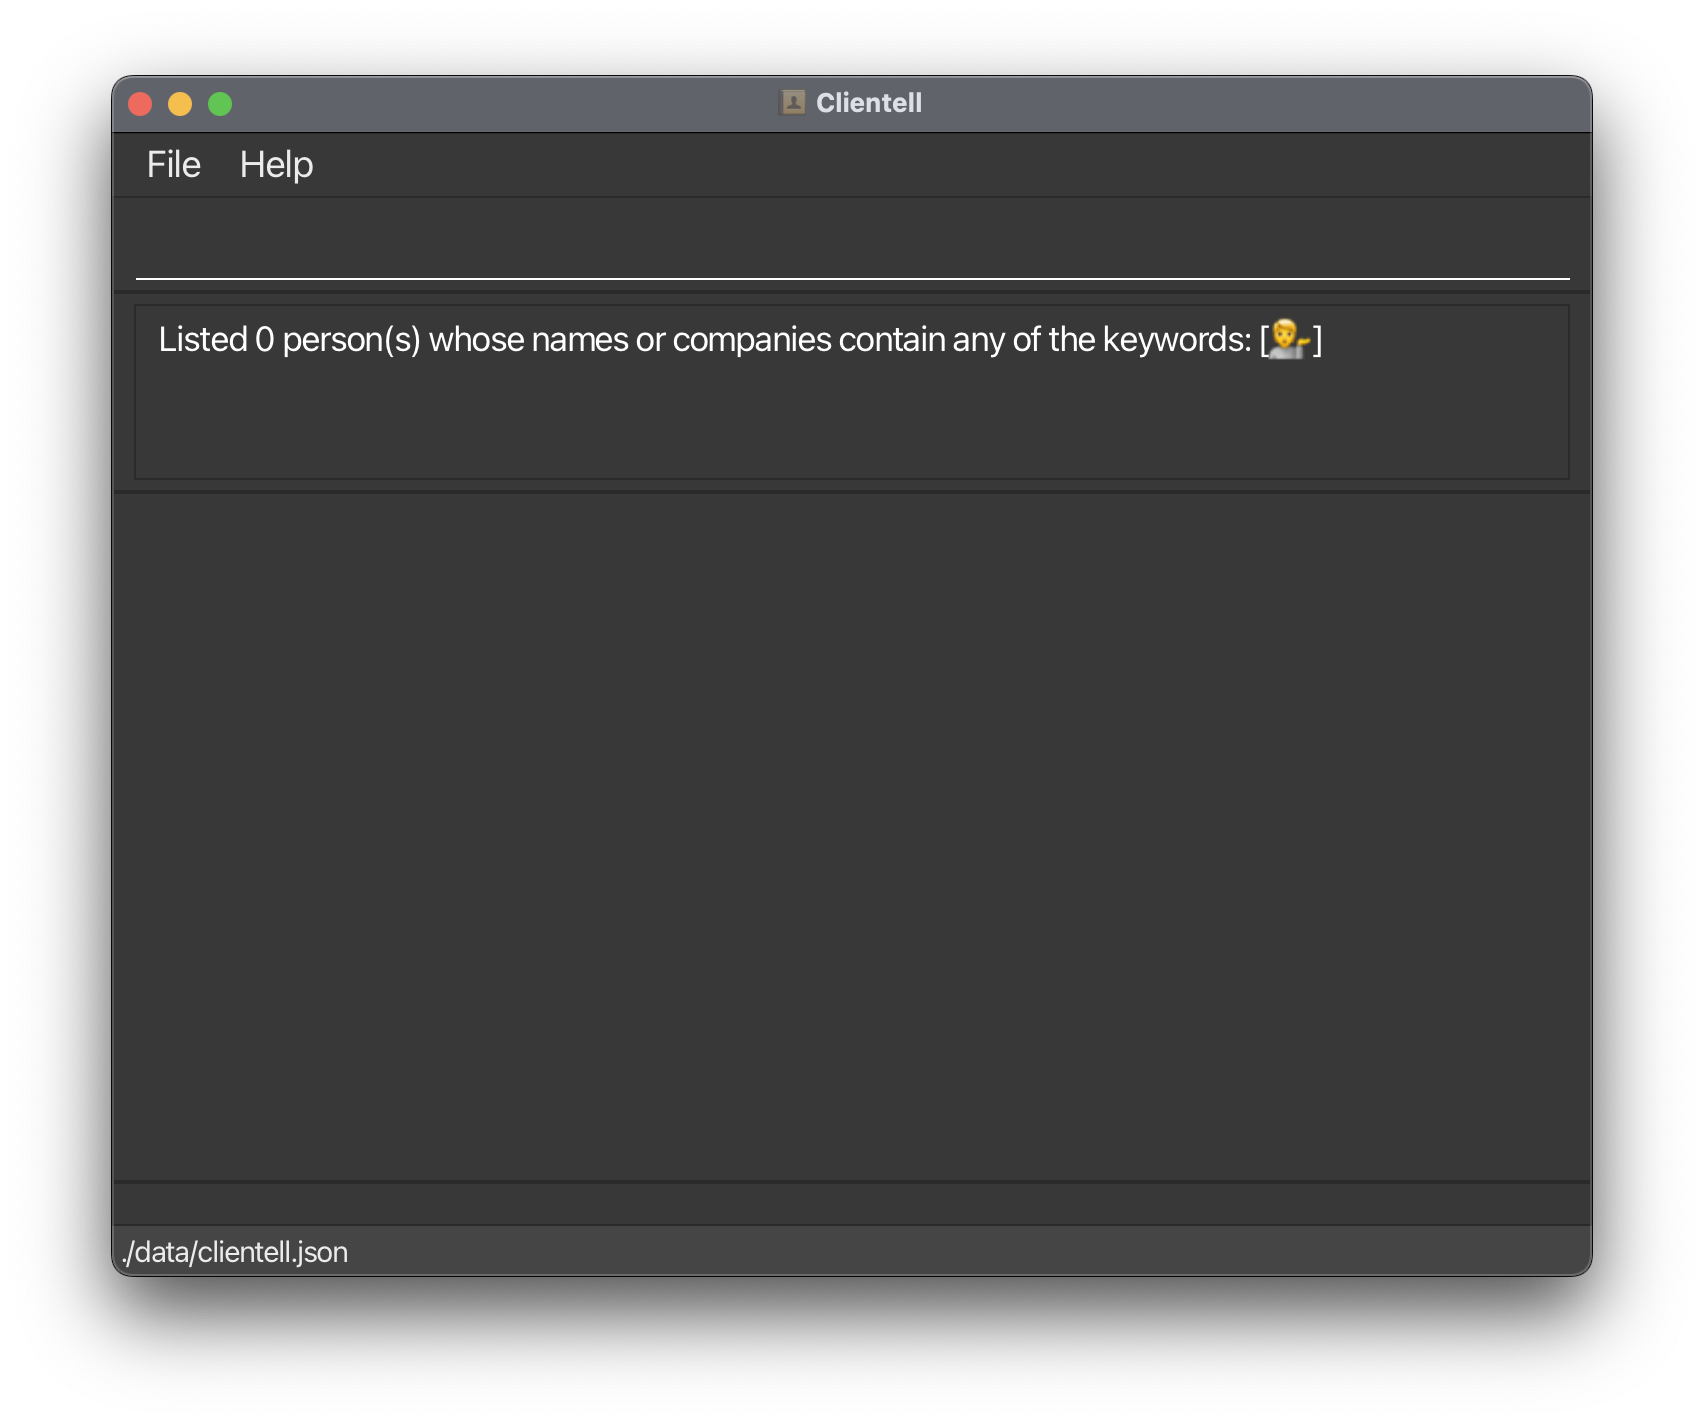 Clientell
File Help
Listed 0 person(s) whose names or companies contain any of the keywords: [💁‍♂️]
./data/clientell.json